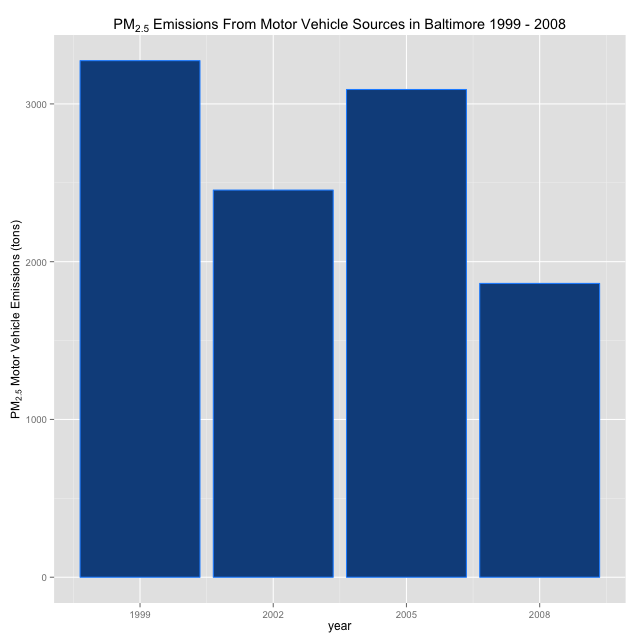 PM2.5 Emissions From Motor Vehicle Sources in Baltimore 1999 - 2008
PM2.5 Motor Vehicle Emissions (tons)
3000
2000
1000
0
1999 2002 2005 2008
year